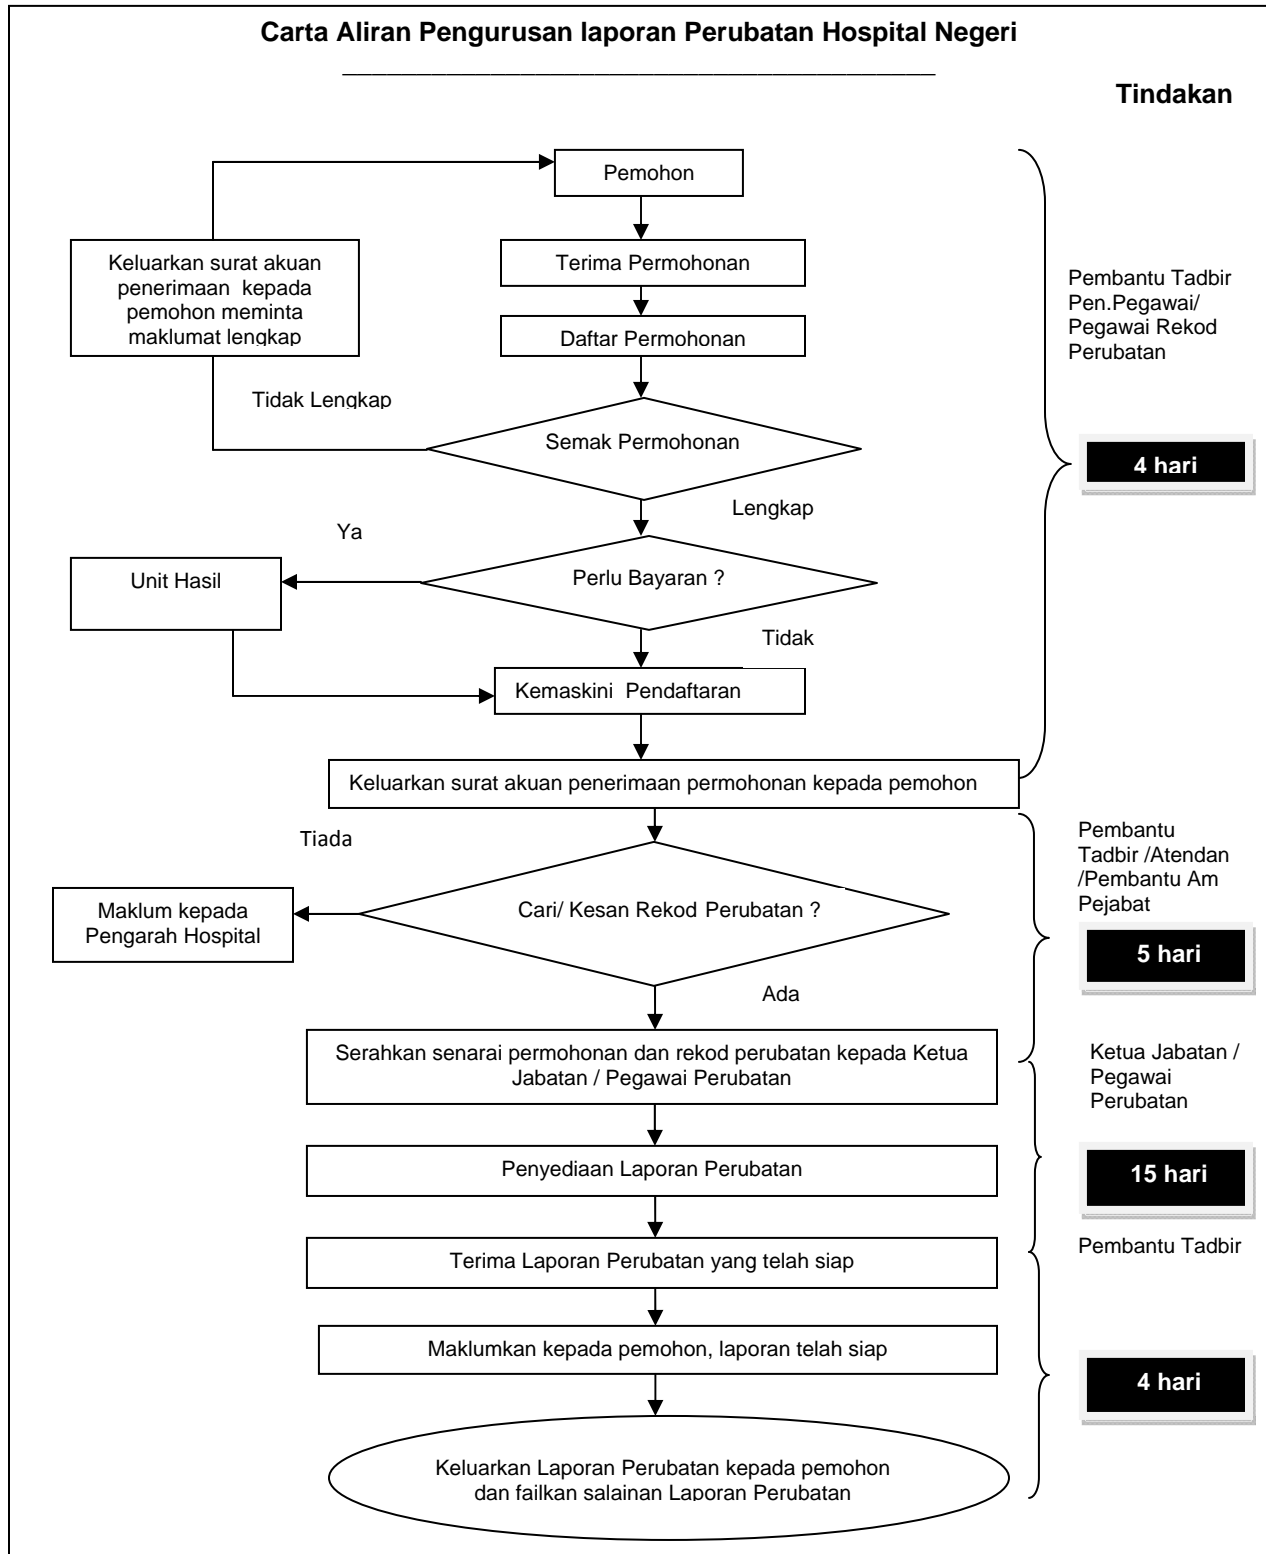 Carta Aliran Pengurusan laporan Perubatan Hospital Negeri
Tindakan
Pemohon
Keluarkan surat akuan
penerimaan kepada
pemohon meminta
maklumat lengkap
Terima Permohonan
Daftar Permohonan
Pembantu Tadbir
Pen.Pegawai/
Pegawai Rekod
Perubatan
Tidak Lengkap
Semak Permohonan
4 hari
Lengkap
Ya
Unit Hasil
Perlu Bayaran ?
Tidak
Kemaskini Pendaftaran
Keluarkan surat akuan penerimaan permohonan kepada pemohon
Tiada
Pembantu
Tadbir /Atendan
/Pembantu Am
Pejabat
Maklum kepada
Pengarah Hospital
Cari/ Kesan Rekod Perubatan ?
5 hari
Ada
Serahkan senarai permohonan dan rekod perubatan kepada Ketua
Jabatan / Pegawai Perubatan
Ketua Jabatan /
Pegawai
Perubatan
Penyediaan Laporan Perubatan
15 hari
Terima Laporan Perubatan yang telah siap
Pembantu Tadbir
Maklumkan kepada pemohon, laporan telah siap
4 hari
Keluarkan Laporan Perubatan kepada pemohon
dan failkan salainan Laporan Perubatan